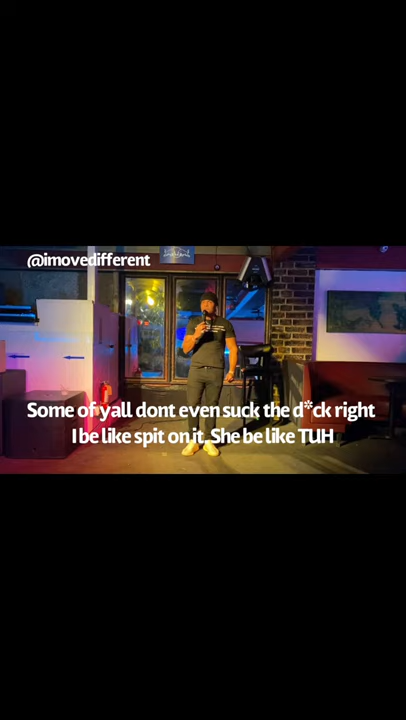 @imovedifferent
Some of yall dont even suck the d*ck right
I be like spit on it. She be like TUH